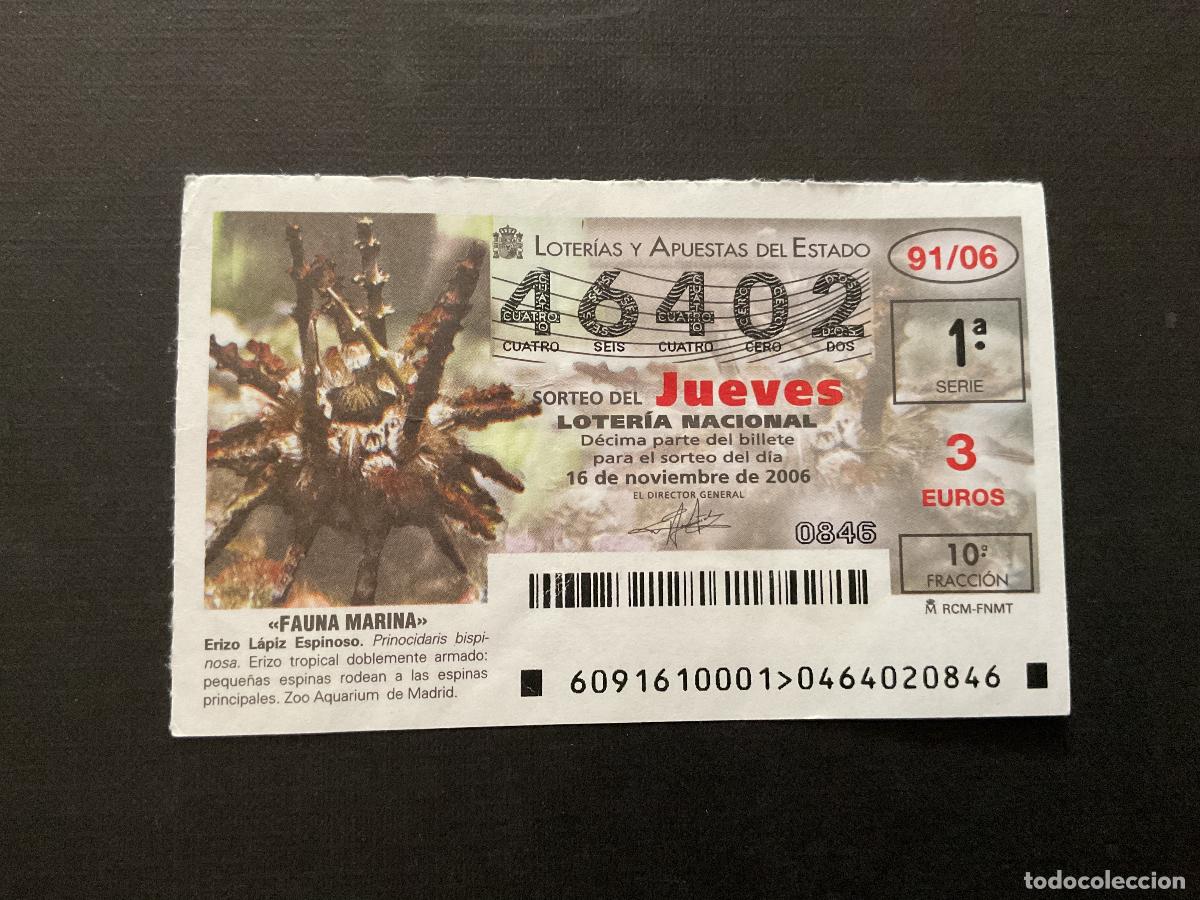 LOTERÍAS Y APUESTAS DEL ESTADO
91/06
46402
CUATRO SEIS CUATRO CERO DOS
1ª
SERIE
SORTEO DEL Jueves
LOTERÍA NACIONAL
Décima parte del billete
para el sorteo del día
16 de noviembre de 2006
EL DIRECTOR GENERAL
3
EUROS
0846
10ª
FRACCIÓN
M RCM-FNMT
«FAUNA MARINA»
Erizo Lápiz Espinoso. Prinocidaris bispi-
nosa. Erizo tropical doblemente armado:
pequeñas espinas rodean a las espinas
principales. Zoo Aquarium de Madrid.
6091610001>0464020846
todocoleccion